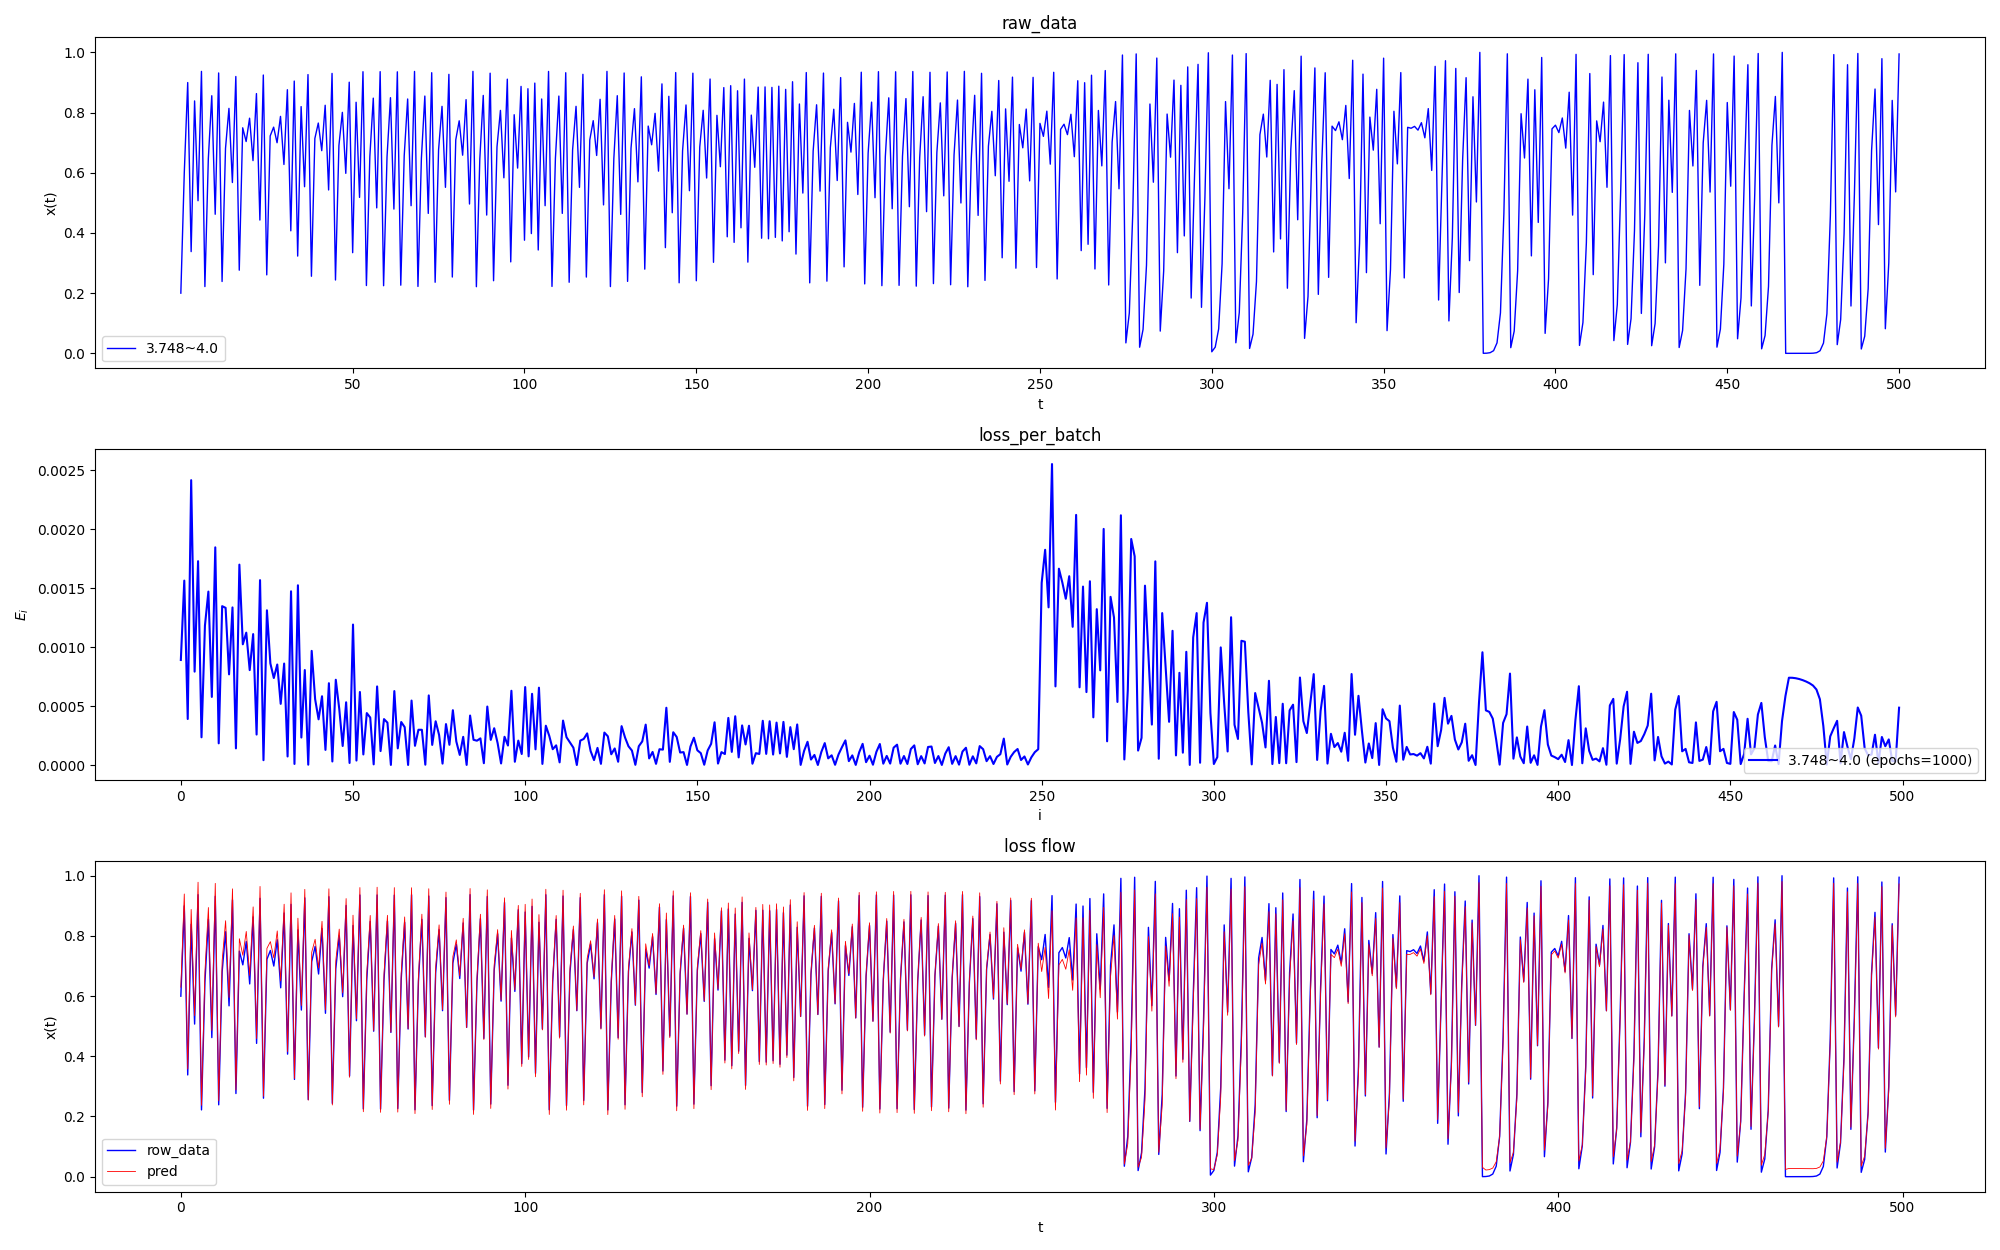 raw_data
1.0
0.8
0.6
0.4
0.2
0.0
x(t)
3.748~4.0
50 100 150 200 250 300 350 400 450 500
t
loss_per_batch
0.0025
0.0020
0.0015
0.0010
0.0005
0.0000
E_i
3.748~4.0 (epochs=1000)
0 50 100 150 200 250 300 350 400 450 500
i
loss flow
1.0
0.8
0.6
0.4
0.2
0.0
x(t)
row_data
pred
0 100 200 300 400 500
t